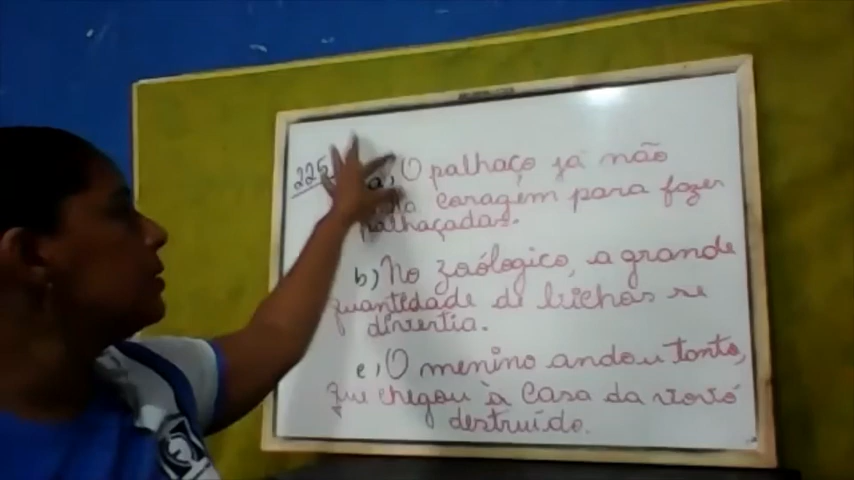 225
a) O palhaço já não
coragem para fazer
palhaçadas.
b) No zoológico, a grande
quantidade de bichos se
divertia.
c) O menino andou tanto,
que chegou à casa da vovó
destruído.